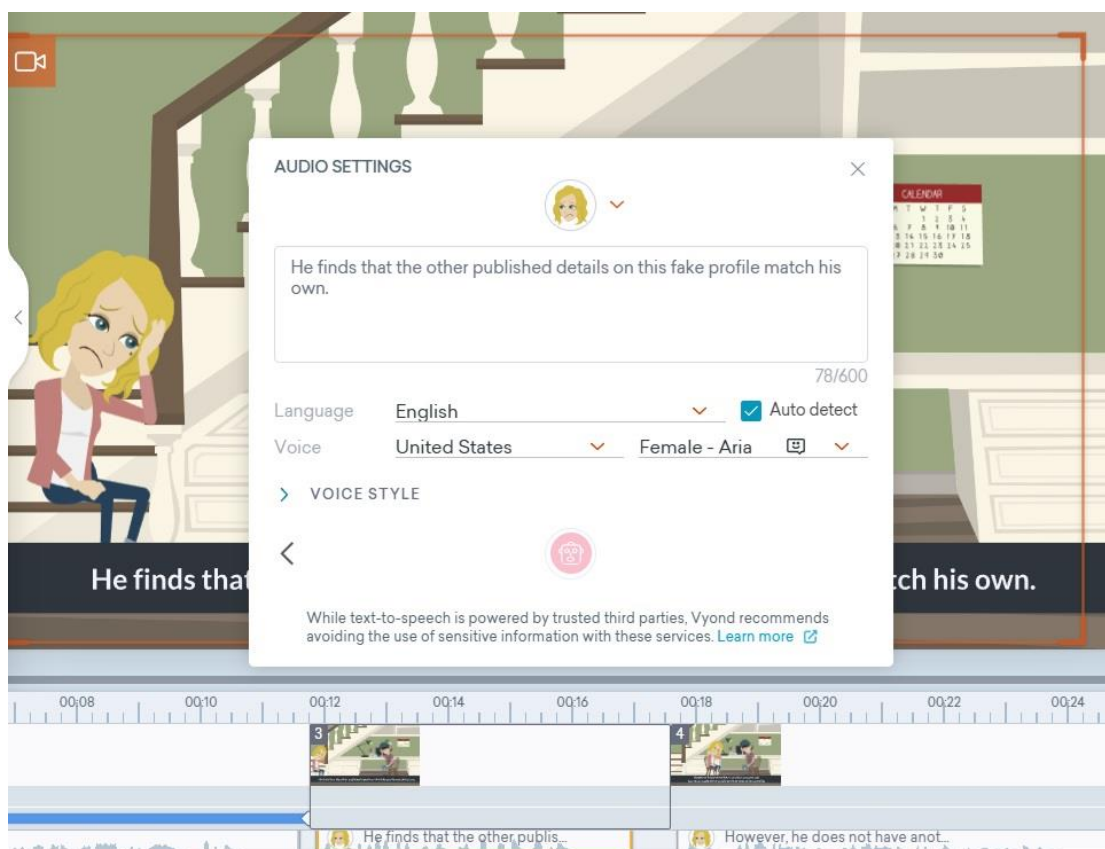 AUDIO SETTINGS
CALENDAR
He finds that the other published details on this fake profile match his
own.
78/600
Language English Auto detect
Voice United States Female - Aria
VOICE STYLE
He finds that
tch his own.
While text-to-speech is powered by trusted third parties, Vyond recommends
avoiding the use of sensitive information with these services. Learn more
00:08 00:10 00:12 00:14 00:16 00:18 00:20 00:22 00:24
3 4
He finds that the other publis...
However, he does not have anot...